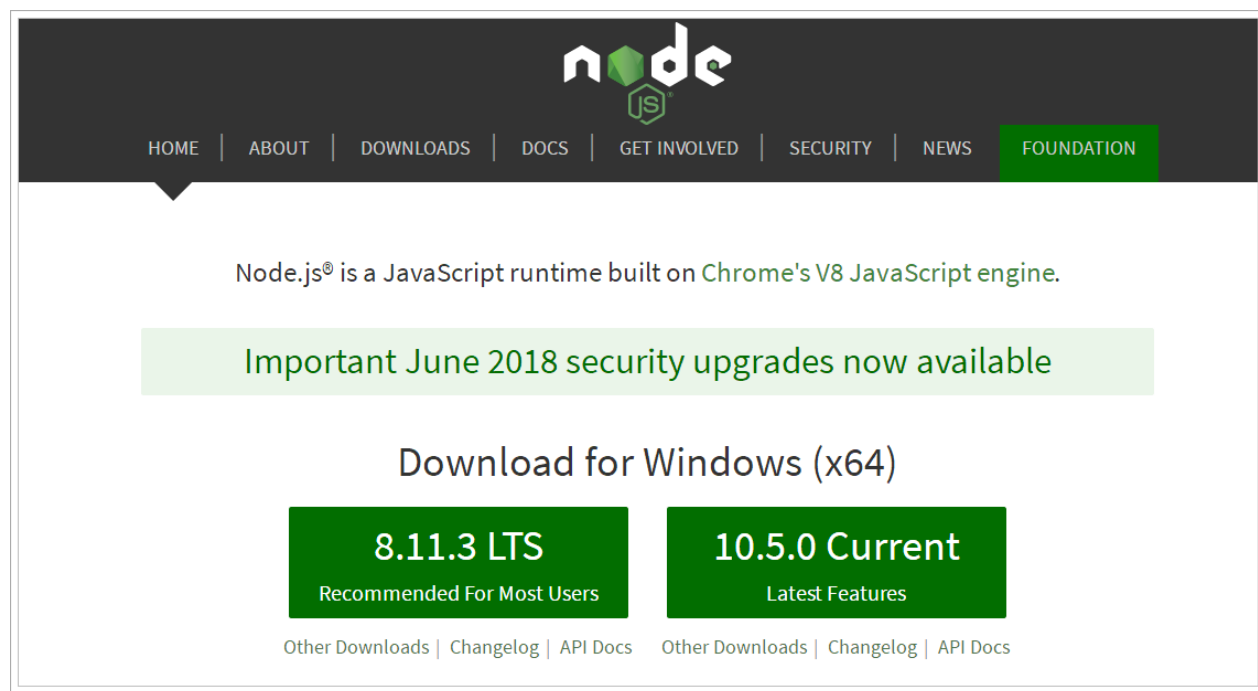 node
JS®
HOME | ABOUT | DOWNLOADS | DOCS | GET INVOLVED | SECURITY | NEWS FOUNDATION
Node.js® is a JavaScript runtime built on Chrome's V8 JavaScript engine.
Important June 2018 security upgrades now available
Download for Windows (x64)
8.11.3 LTS 10.5.0 Current
Recommended For Most Users Latest Features
Other Downloads | Changelog | API Docs Other Downloads | Changelog | API Docs